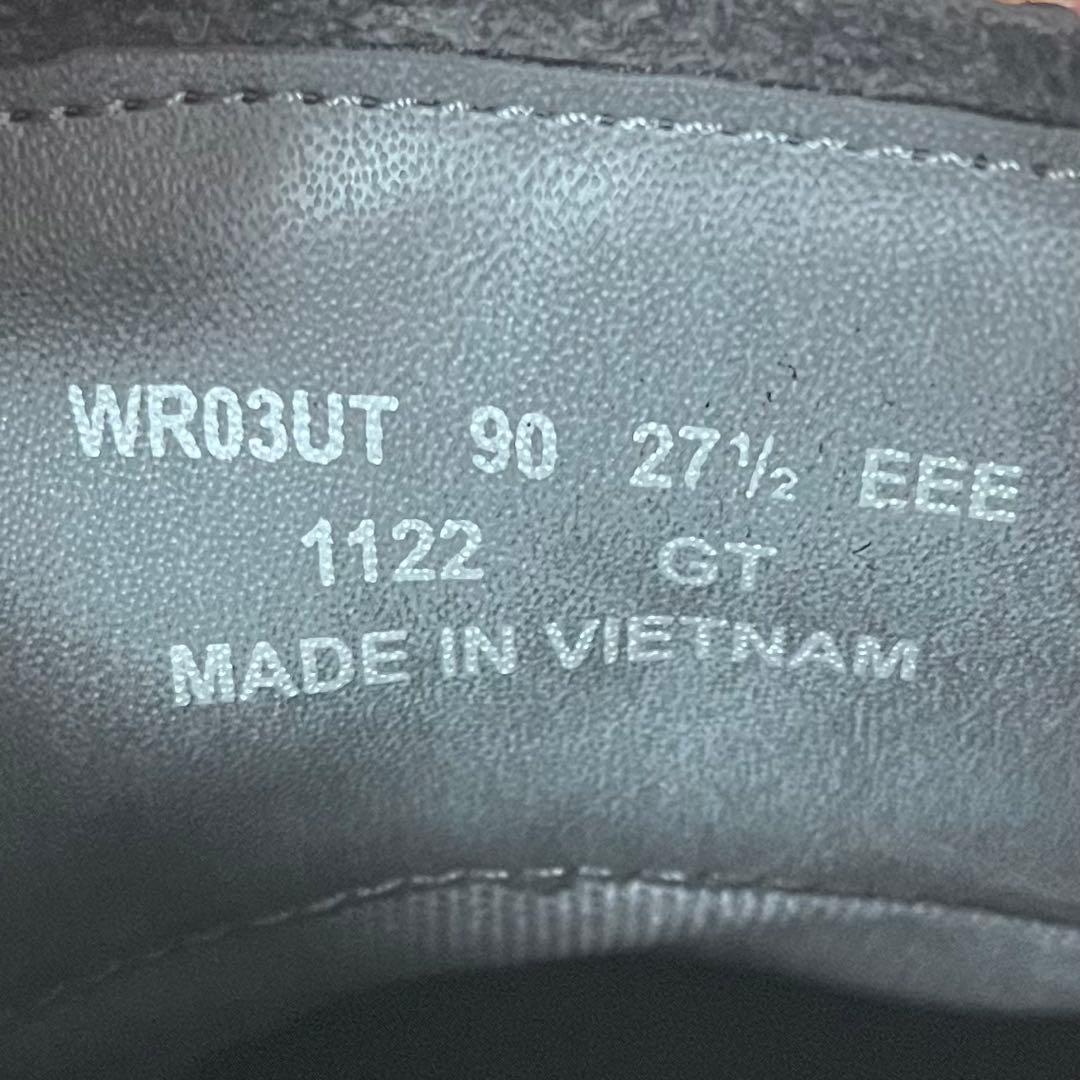 WR03UT 90 27½ EEE
1122 GT
MADE IN VIETNAM